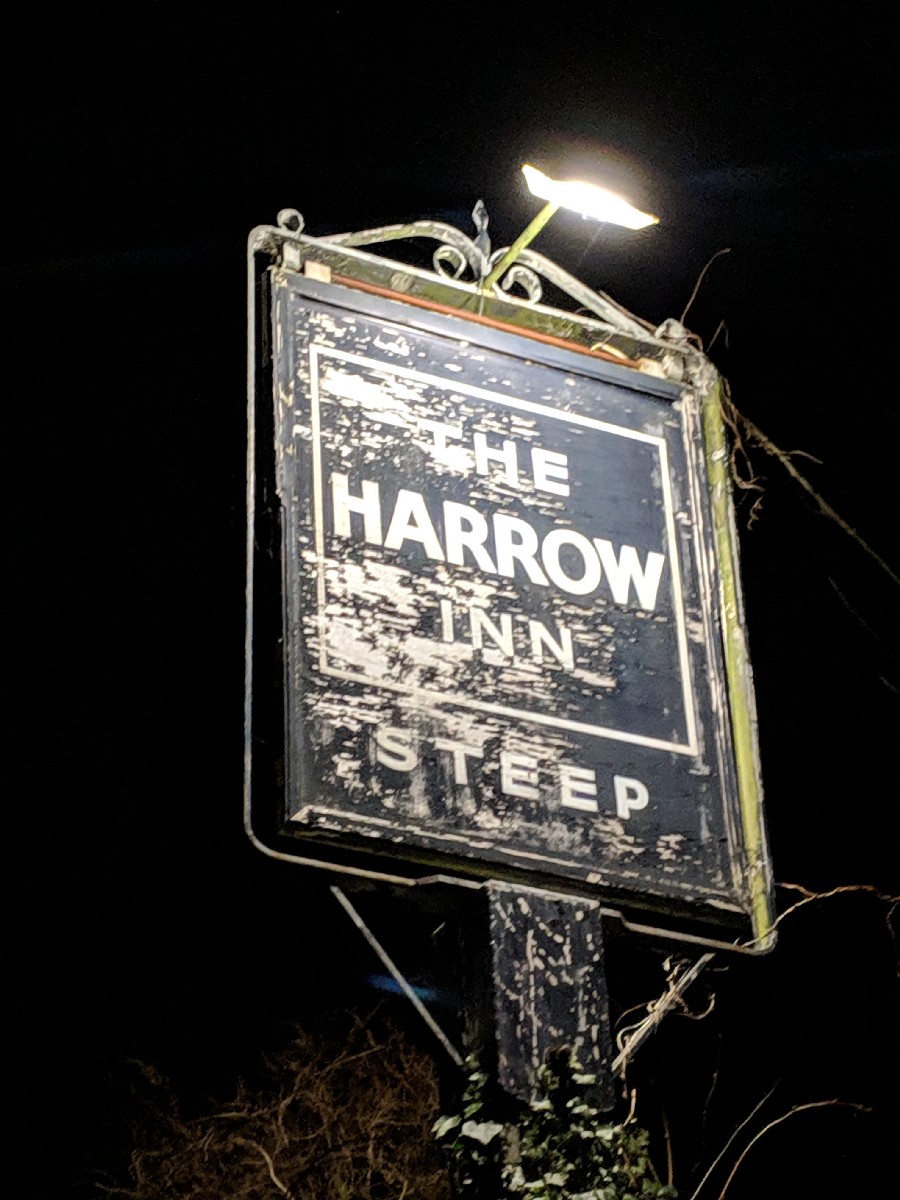 THE
HARROW
INN
STEEP